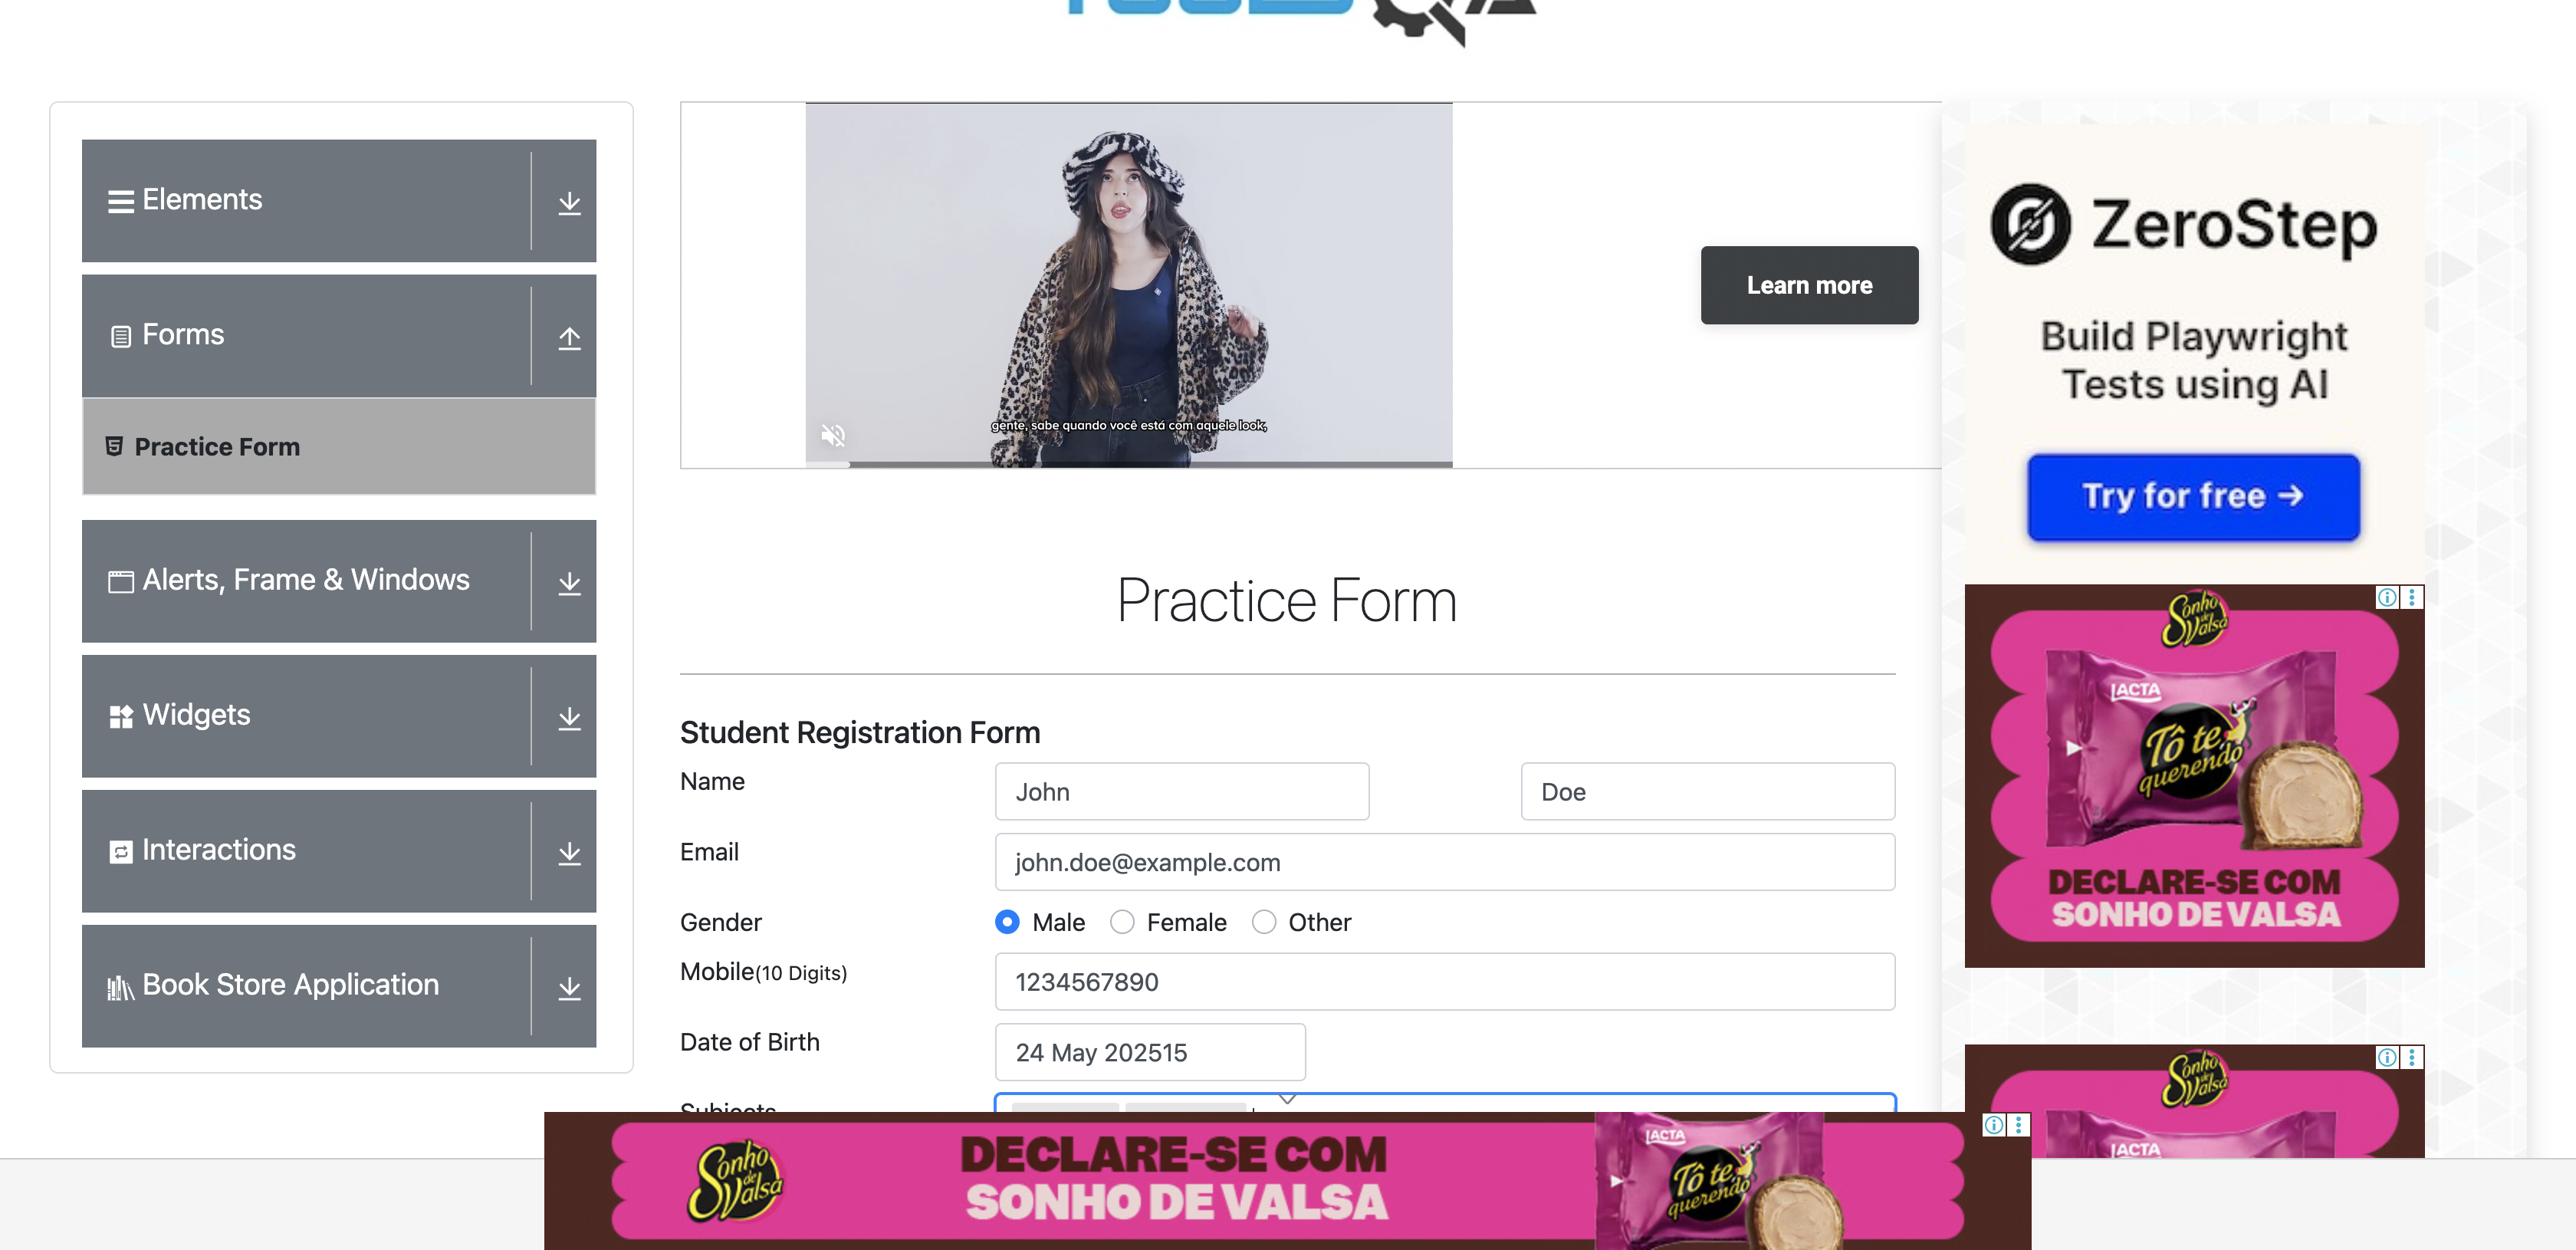 Elements
Forms
Practice Form
Alerts, Frame & Windows
Widgets
Interactions
Book Store Application
gente, sabe quando você está com aquele look,
Learn more
Practice Form
Student Registration Form
Name
John
Doe
Email
john.doe@example.com
Gender
Male
Female
Other
Mobile(10 Digits)
1234567890
Date of Birth
24 May 202515
Subjects
ZeroStep
Build Playwright
Tests using AI
Try for free →
Sonho de Valsa
LACTA
Tô te
querendo
DECLARE-SE COM
SONHO DE VALSA
Sonho de Valsa
LACTA
Sonho de Valsa
DECLARE-SE COM
SONHO DE VALSA
LACTA
Tô te
querendo